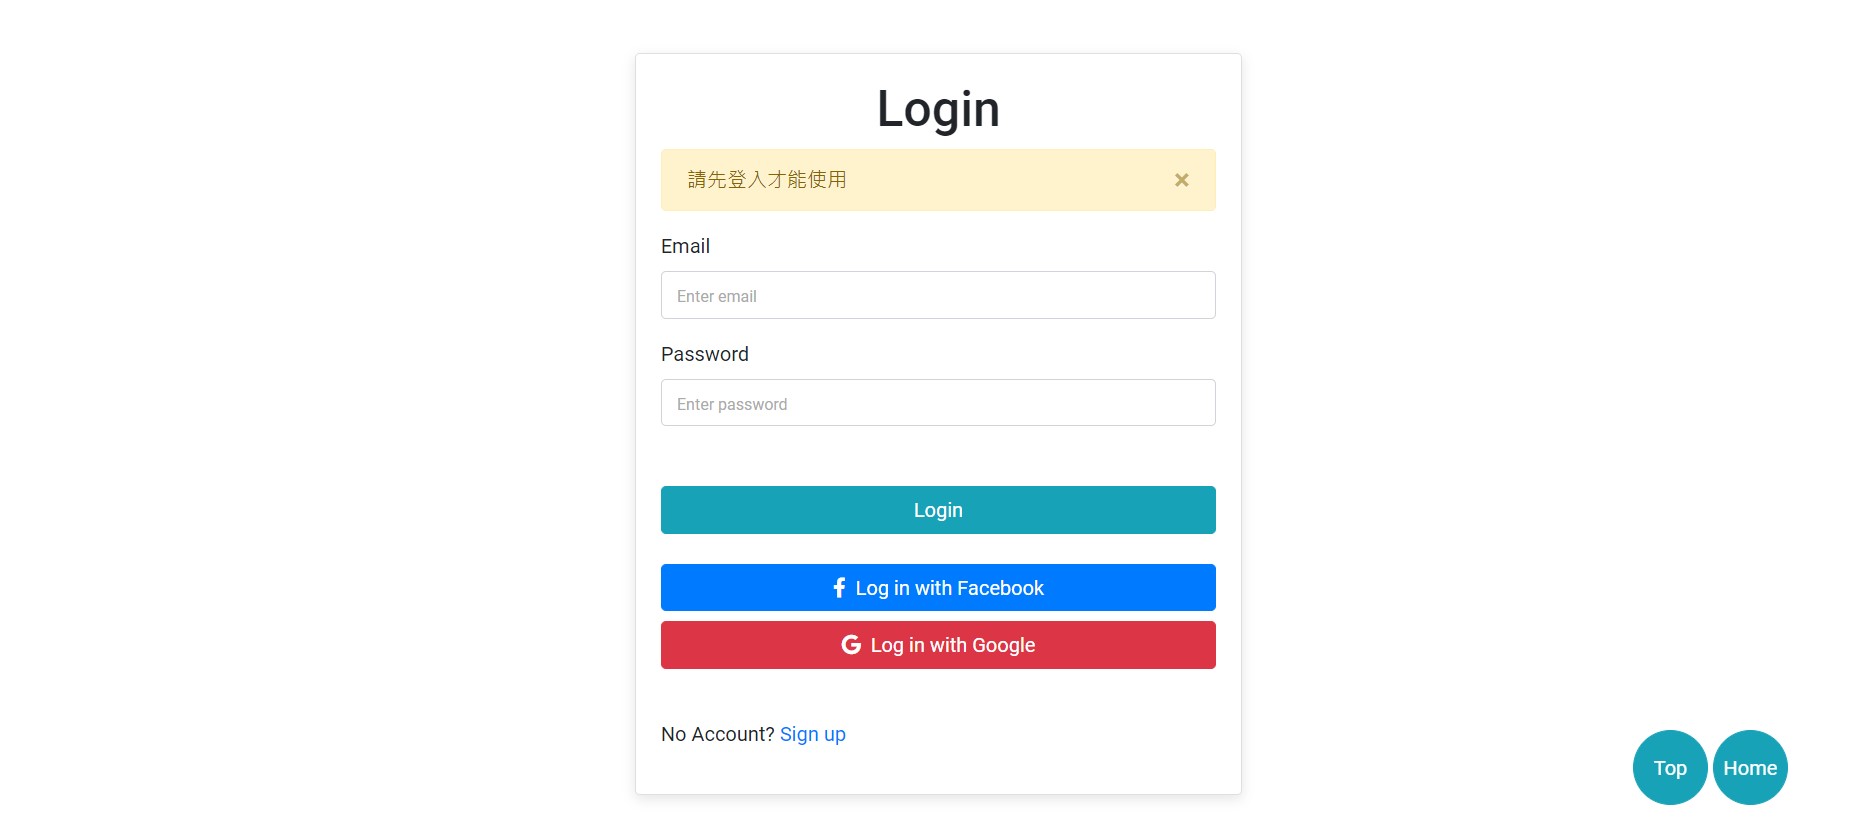 Login
請先登入才能使用 ×
Email
Enter email
Password
Enter password
Login
Log in with Facebook
Log in with Google
No Account? Sign up
Top Home